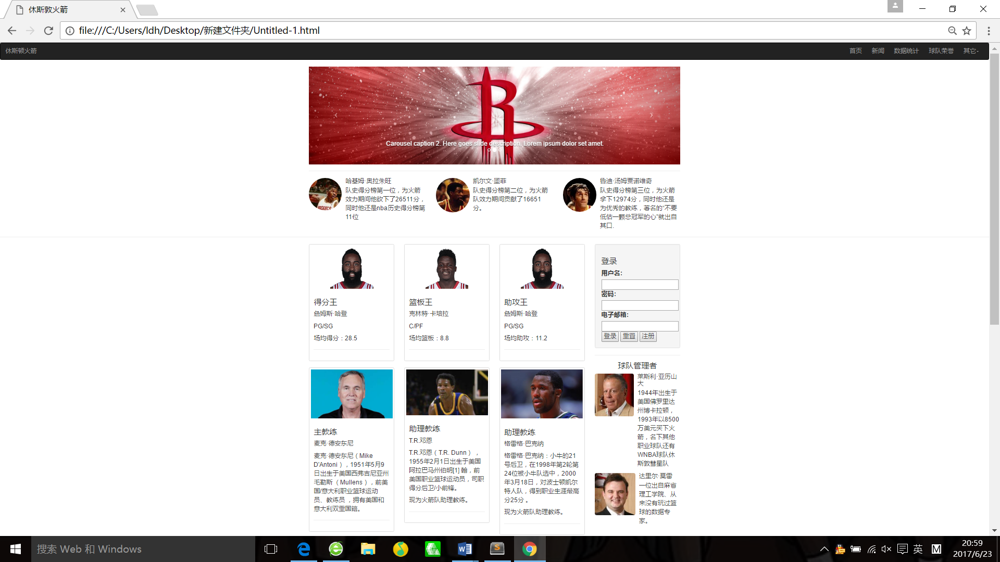 休斯敦火箭
file:///C:/Users/ldh/Desktop/新建文件夹/Untitled-1.html
休斯顿火箭
首页 新闻 数据统计 球队荣誉 其它
Carousel caption 2. Here goes slide description. Lorem ipsum dolor set amet.
哈基姆·奥拉朱旺
队史得分榜第一位，为火箭
效力期间他砍下了26511分，
同时他还是nba历史得分榜第
11位
凯尔文·墨菲
队史得分榜第二位，为火箭
队效力期间贡献了16651
分。
鲁迪·汤姆贾诺维奇
队史得分榜第三位，为火箭
拿下12974分，同时他还是
为优秀的教练，著名的“不要
低估一颗总冠军的心”就出自
其口.
得分王
詹姆斯·哈登
PG/SG
场均得分：28.5
篮板王
克林特·卡培拉
C/PF
场均篮板：8.8
助攻王
詹姆斯·哈登
PG/SG
场均助攻：11.2
登录
用户名:
密码:
电子邮箱:
登录 重置 注册
主教练
麦克·德安东尼
麦克·德安东尼（Mike
D'Antoni），1951年5月9
日出生于美国西弗吉尼亚州
毛勒斯（Mullens），前美
国/意大利职业篮球运动
员、教练员 ，拥有美国和
意大利双重国籍。
助理教练
T.R.邓恩
T.R.邓恩（T.R. Dunn），
1955年2月1日出生于美国
阿拉巴马州伯明[1] 翰，前
美国职业篮球运动员，司职
得分后卫/小前锋。
现为火箭队助理教练。
助理教练
格雷格·巴克纳
格雷格·巴克纳：小牛的21
号后卫，在1998年第2轮第
24位被小牛队选中，2000
年3月18日，对波士顿凯尔
特人队，得到职业生涯最高
分25分 。
现为火箭队助理教练。
球队管理者
莱斯利·亚历山
大
1944年出生于
美国佛罗里达
州博卡拉顿，
1993年以8500
万美元买下火
箭，名下其他
职业球队还有
WNBA球队休
斯敦彗星队
达里尔·莫雷
一位出自麻省
理工学院、从
来没有玩过篮
球的数据专
家。
搜索 Web 和 Windows
英
M
20:59
2017/6/23